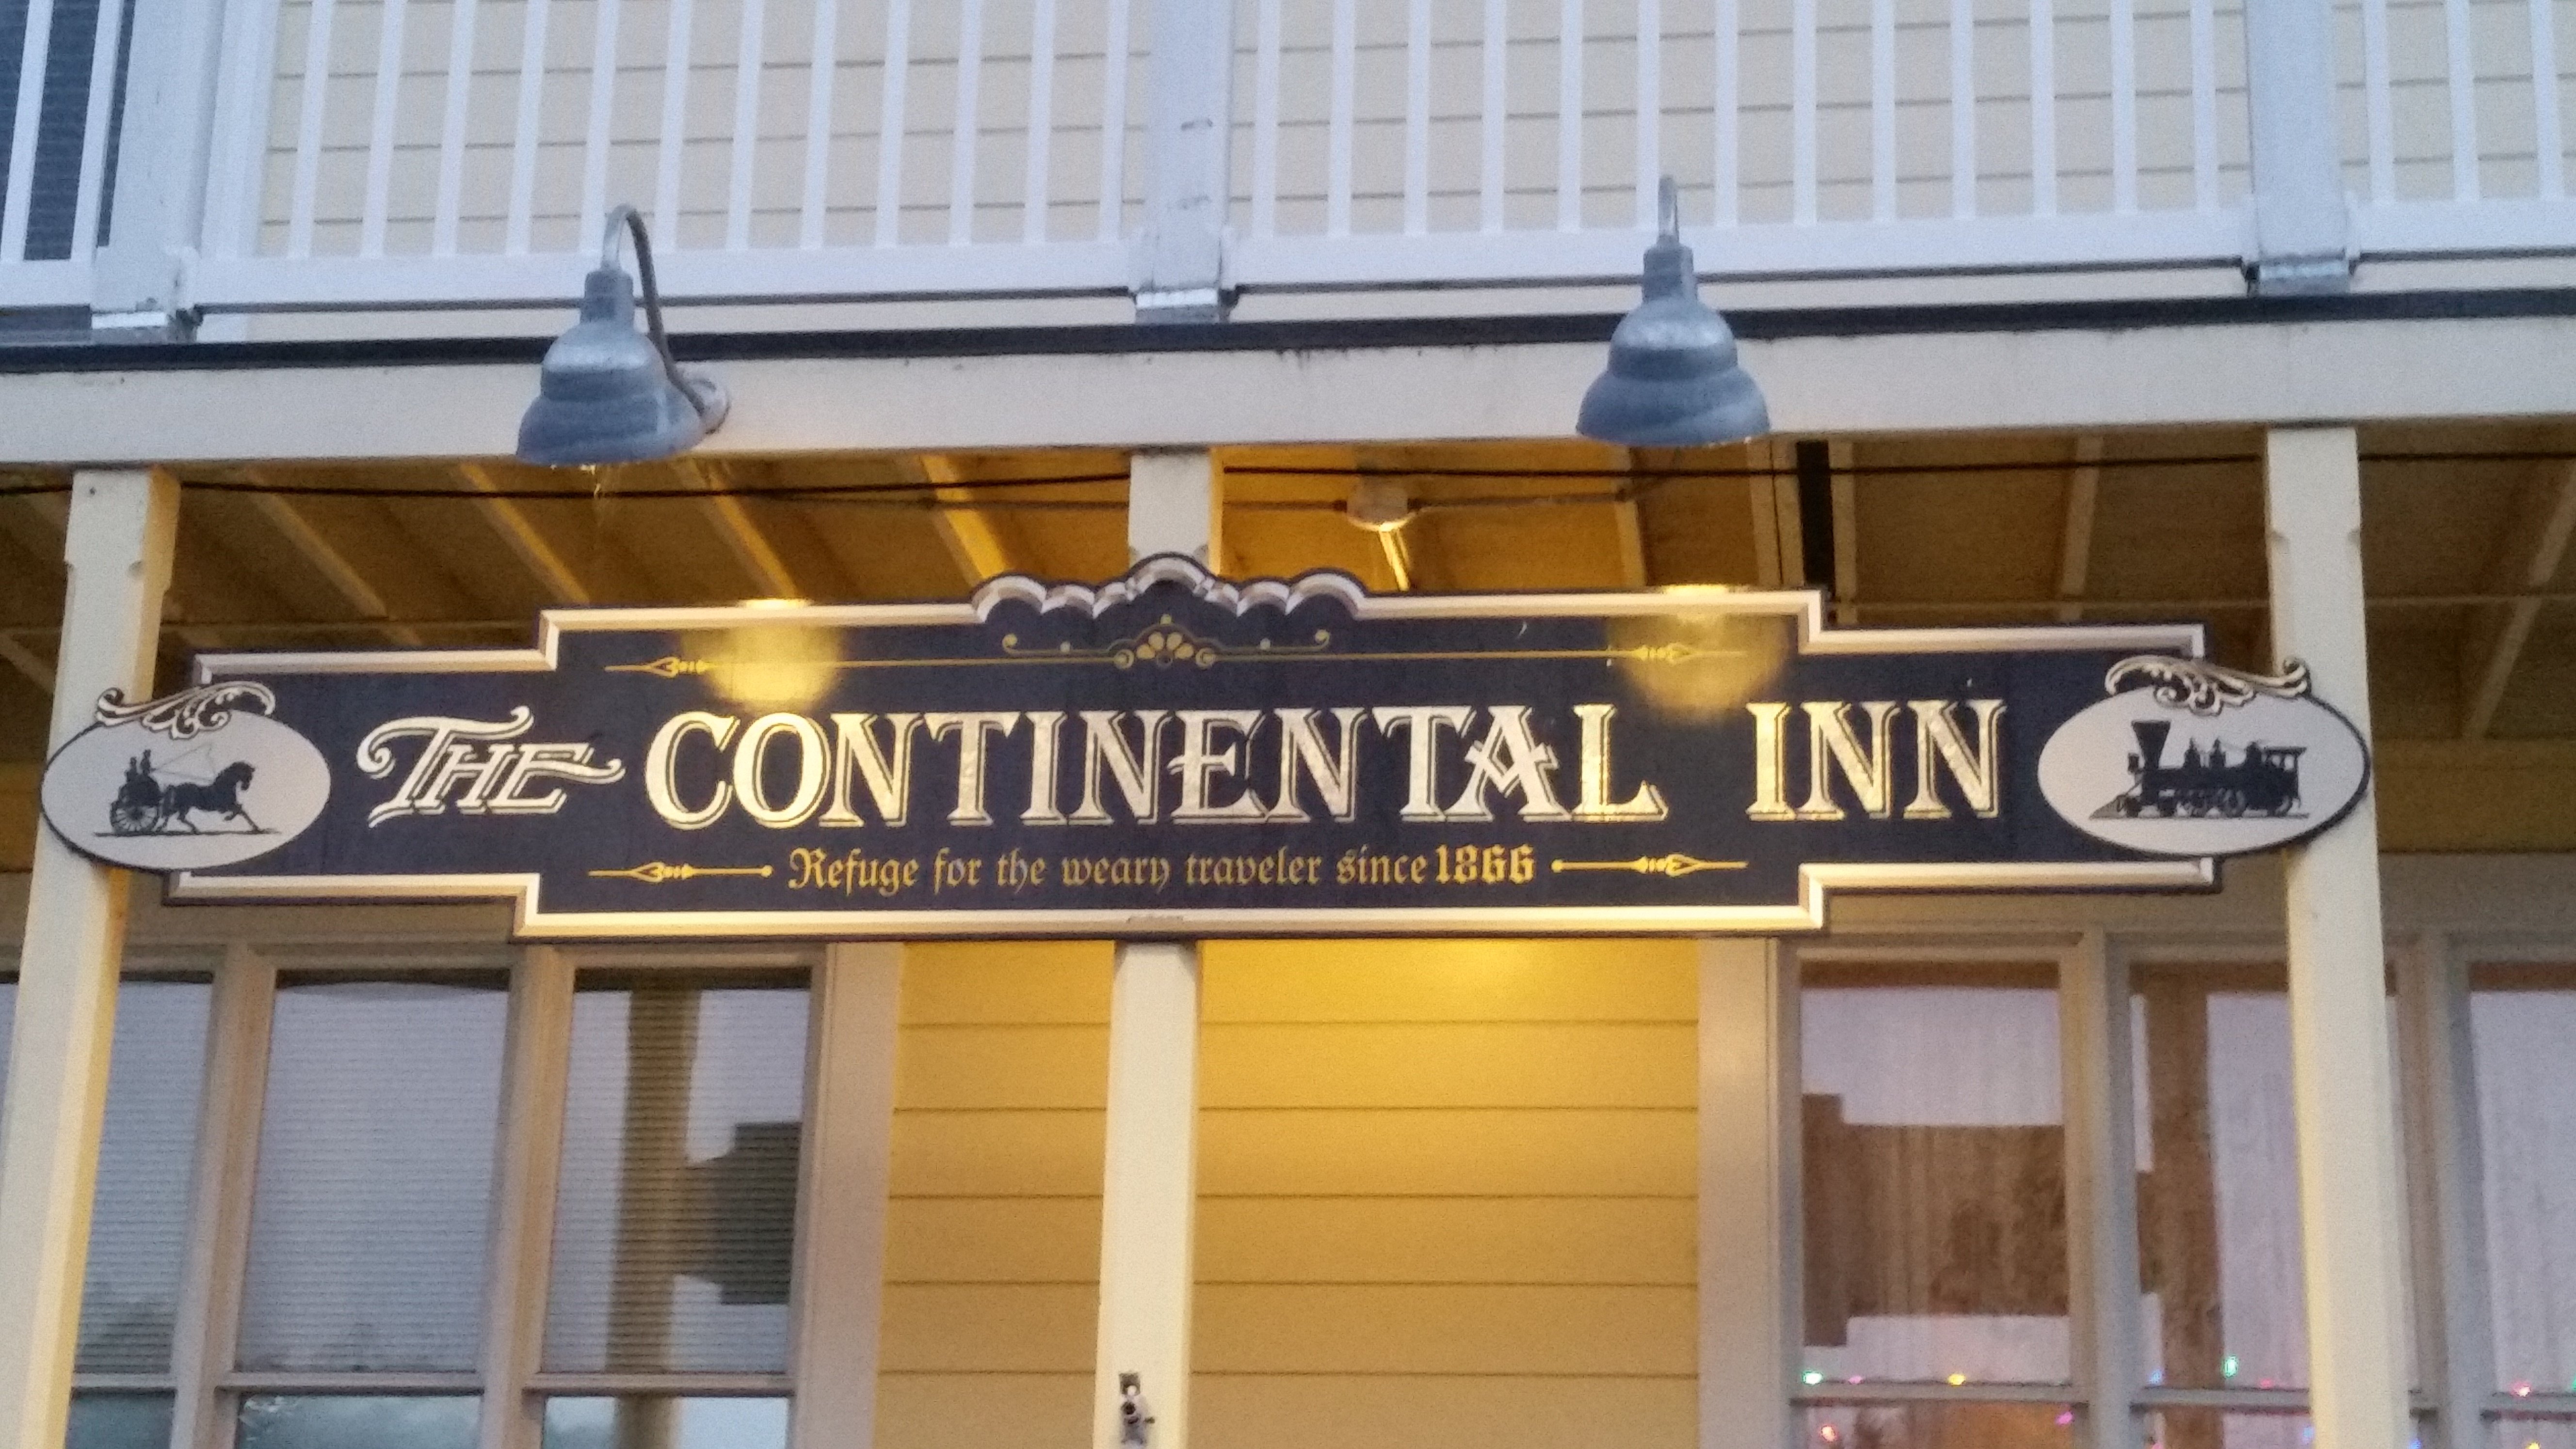 THE CONTINENTAL INN
Refuge for the weary traveler since 1866